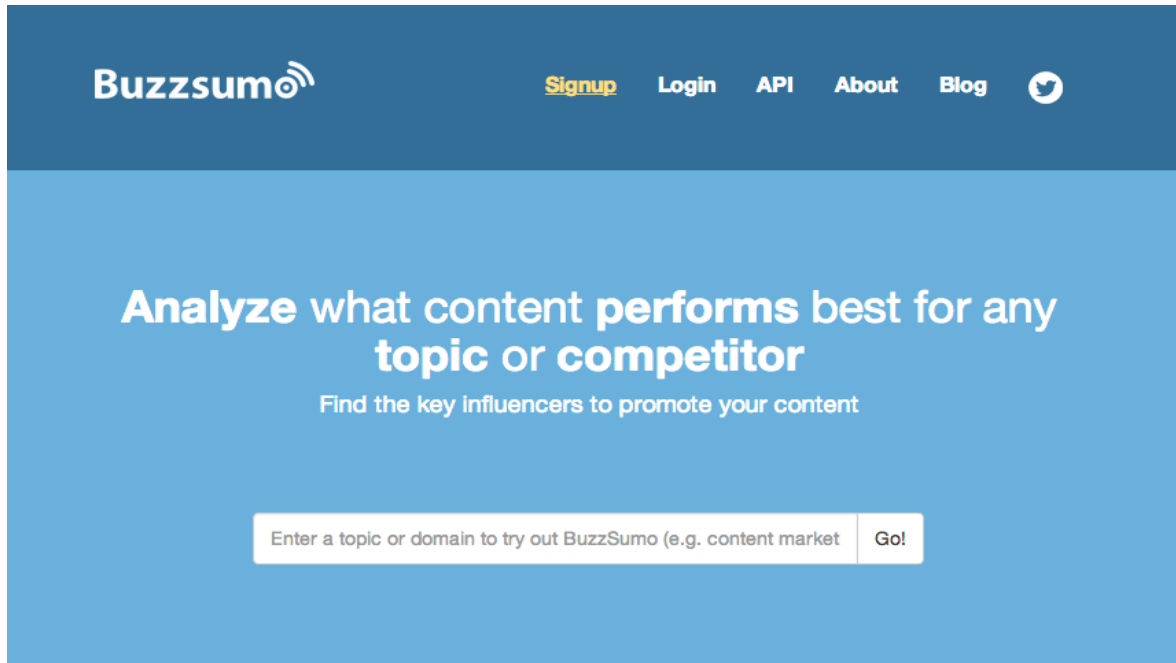 Buzzsumo
Signup Login API About Blog
Analyze what content performs best for any
topic or competitor
Find the key influencers to promote your content
Enter a topic or domain to try out BuzzSumo (e.g. content market Go!